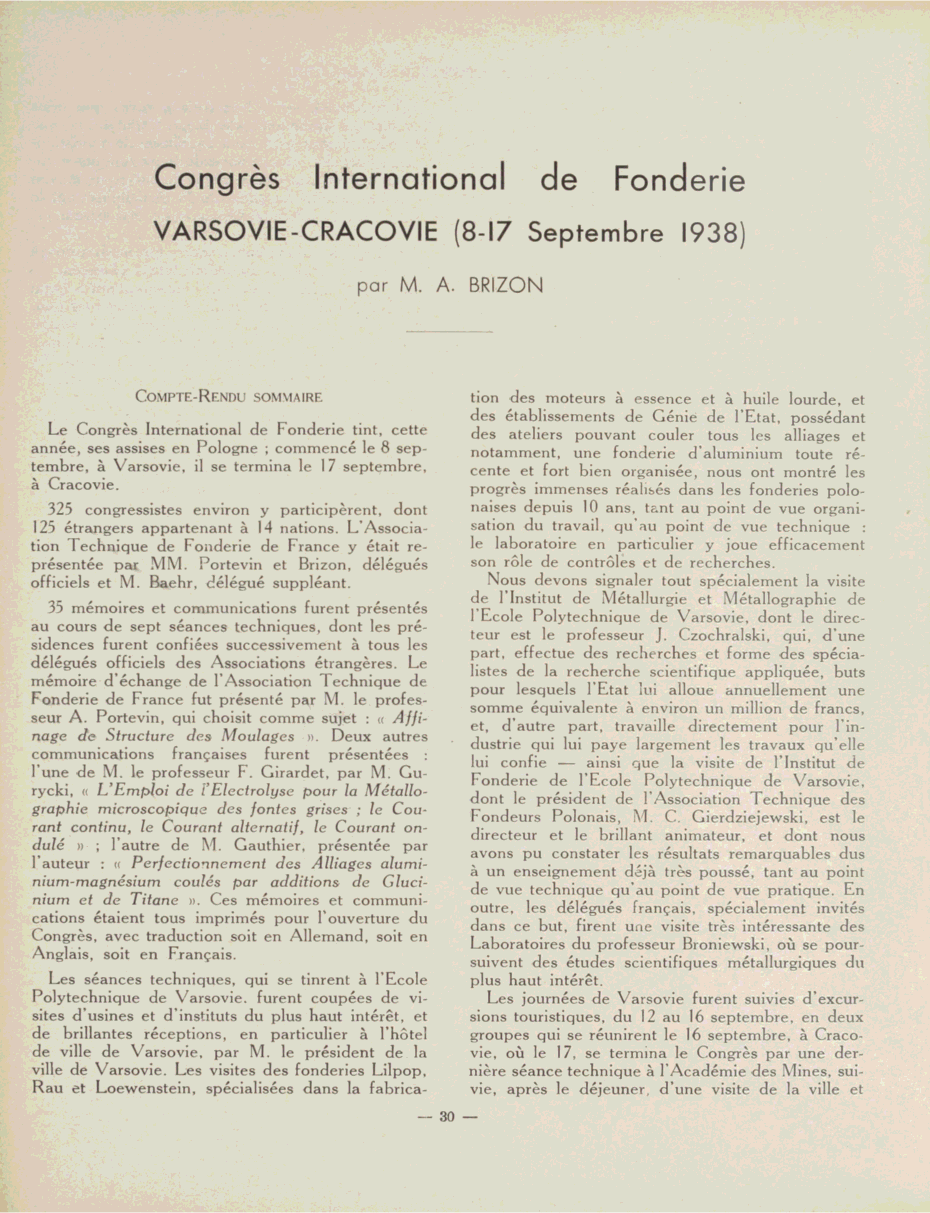 Congrès International de Fonderie
VARSOVIE-CRACOVIE (8-17 Septembre 1938)
par M. A. BRIZON
COMPTE-RENDU SOMMAIRE
Le Congrès International de Fonderie tint, cette
année, ses assises en Pologne ; commencé le 8 sep-
tembre, à Varsovie, il se termina le 17 septembre,
à Cracovie.
325 congressistes environ y participèrent, dont
125 étrangers appartenant à 14 nations. L'Associa-
tion Technique de Fonderie de France y était re-
présentée par MM. Portevin et Brizon, délégués
officiels et M. Baehr, délégué suppléant.
35 mémoires et communications furent présentés
au cours de sept séances techniques, dont les pré-
sidences furent confiées successivement à tous les
délégués officiels des Associations étrangères. Le
mémoire d'échange de l'Association Technique de
Fonderie de France fut présenté par M. le profes-
seur A. Portevin, qui choisit comme sujet : « Affi-
nage de Structure des Moulages ». Deux autres
communications françaises furent présentées :
l'une de M. le professeur F. Girardet, par M. Gu-
rycki, « L'Emploi de l'Electrolyse pour la Métallo-
graphie microscopique des fontes grises ; le Cou-
rant continu, le Courant alternatif, le Courant on-
dulé » ; l'autre de M. Gauthier, présentée par
l'auteur : « Perfectionnement des Alliages alumi-
nium-magnésium coulés par additions de Gluci-
nium et de Titane ». Ces mémoires et communi-
cations étaient tous imprimés pour l'ouverture du
Congrès, avec traduction soit en Allemand, soit en
Anglais, soit en Français.
Les séances techniques, qui se tinrent à l'Ecole
Polytechnique de Varsovie. furent coupées de vi-
sites d'usines et d'instituts du plus haut intérêt, et
de brillantes réceptions, en particulier à l'hôtel
de ville de Varsovie, par M. le président de la
ville de Varsovie. Les visites des fonderies Lilpop,
Rau et Loewenstein, spécialisées dans la fabrica-
tion des moteurs à essence et à huile lourde, et
des établissements de Génie de l'Etat, possédant
des ateliers pouvant couler tous les alliages et
notamment, une fonderie d'aluminium toute ré-
cente et fort bien organisée, nous ont montré les
progrès immenses réalisés dans les fonderies polo-
naises depuis 10 ans, tant au point de vue organi-
sation du travail, qu'au point de vue technique :
le laboratoire en particulier y joue efficacement
son rôle de contrôles et de recherches.
Nous devons signaler tout spécialement la visite
de l'Institut de Métallurgie et Métallographie de
l'Ecole Polytechnique de Varsovie, dont le direc-
teur est le professeur J. Czochralski, qui, d'une
part, effectue des recherches et forme des spécia-
listes de la recherche scientifique appliquée, buts
pour lesquels l'Etat lui alloue annuellement une
somme équivalente à environ un million de francs,
et, d'autre part, travaille directement pour l'in-
dustrie qui lui paye largement les travaux qu'elle
lui confie — ainsi que la visite de l'Institut de
Fonderie de l'Ecole Polytechnique de Varsovie,
dont le président de l'Association Technique des
Fondeurs Polonais, M. C. Gierdziejewski, est le
directeur et le brillant animateur, et dont nous
avons pu constater les résultats remarquables dus
à un enseignement déjà très poussé, tant au point
de vue technique qu'au point de vue pratique. En
outre, les délégués français, spécialement invités
dans ce but, firent une visite très intéressante des
Laboratoires du professeur Broniewski, où se pour-
suivent des études scientifiques métallurgiques du
plus haut intérêt.
Les journées de Varsovie furent suivies d'excur-
sions touristiques, du 12 au 16 septembre, en deux
groupes qui se réunirent le 16 septembre, à Craco-
vie, où le 17, se termina le Congrès par une der-
nière séance technique à l'Académie des Mines, sui-
vie, après le déjeuner, d'une visite de la ville et
— 30 —